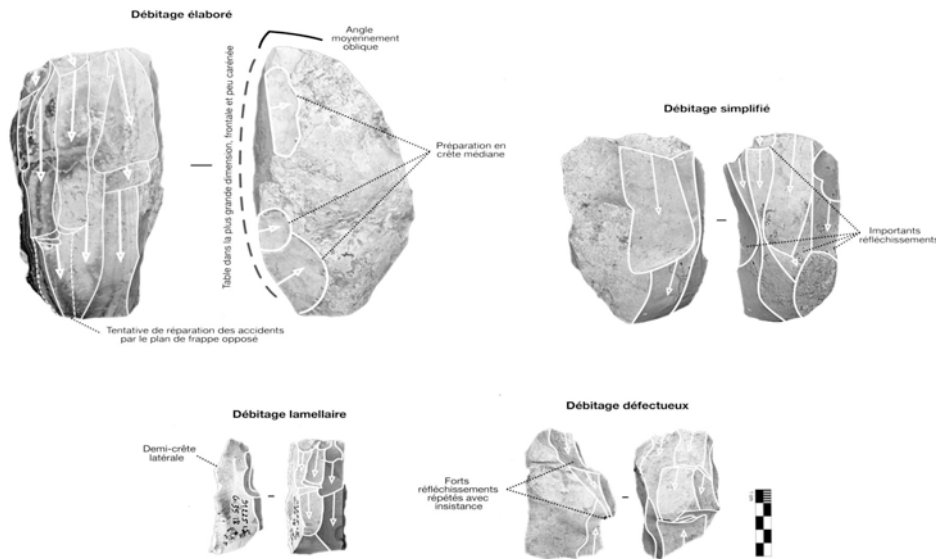 Débitage élaboré
Angle
moyennement
oblique
Table dans la plus grande dimension, frontale et peu carénée
Préparation en
crête médiane
Tentative de réparation des accidents
par le plan de frappe opposé
Débitage simplifié
Importants
réfléchissements
Débitage lamellaire
Demi-crête
latérale
Débitage défectueux
Forts
réfléchissements
répétés avec
insistance